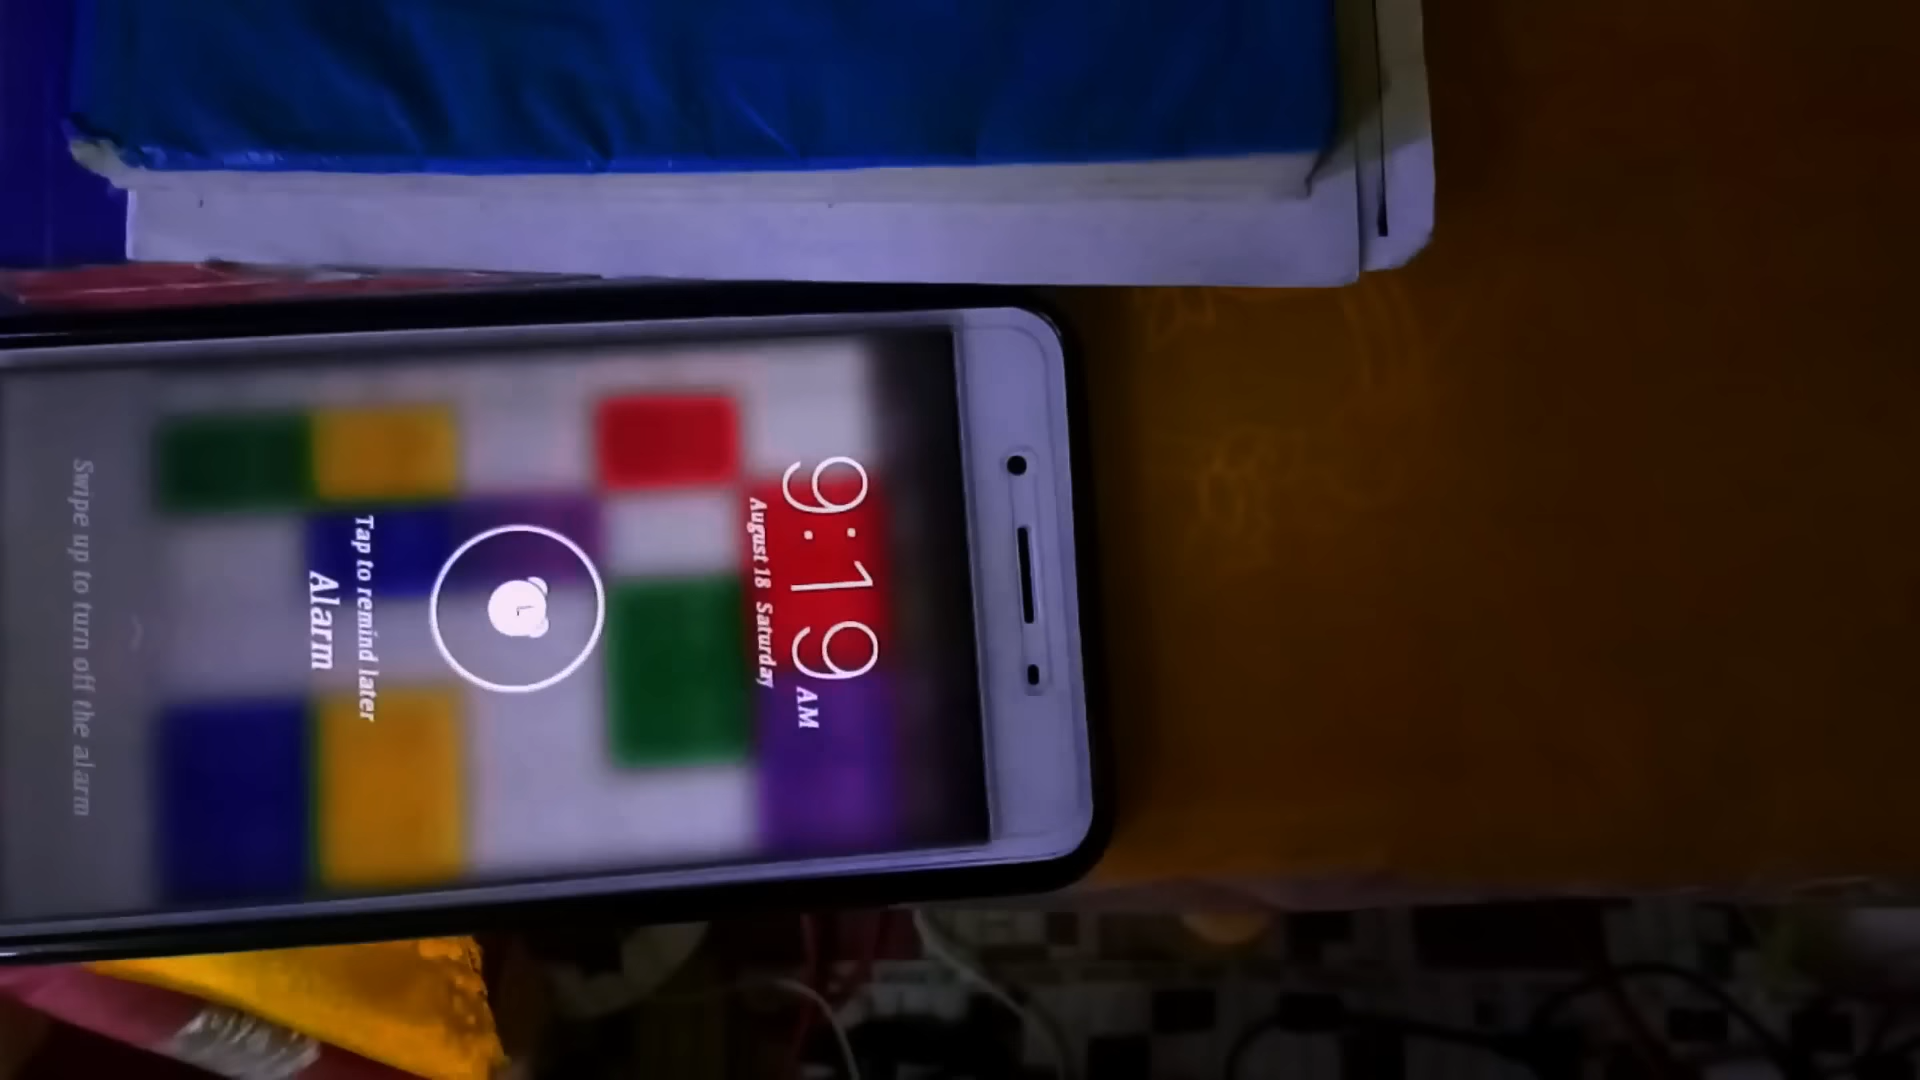 9:19 AM
August 18 Saturday
Tap to remind later
Alarm
Swipe up to turn off the alarm